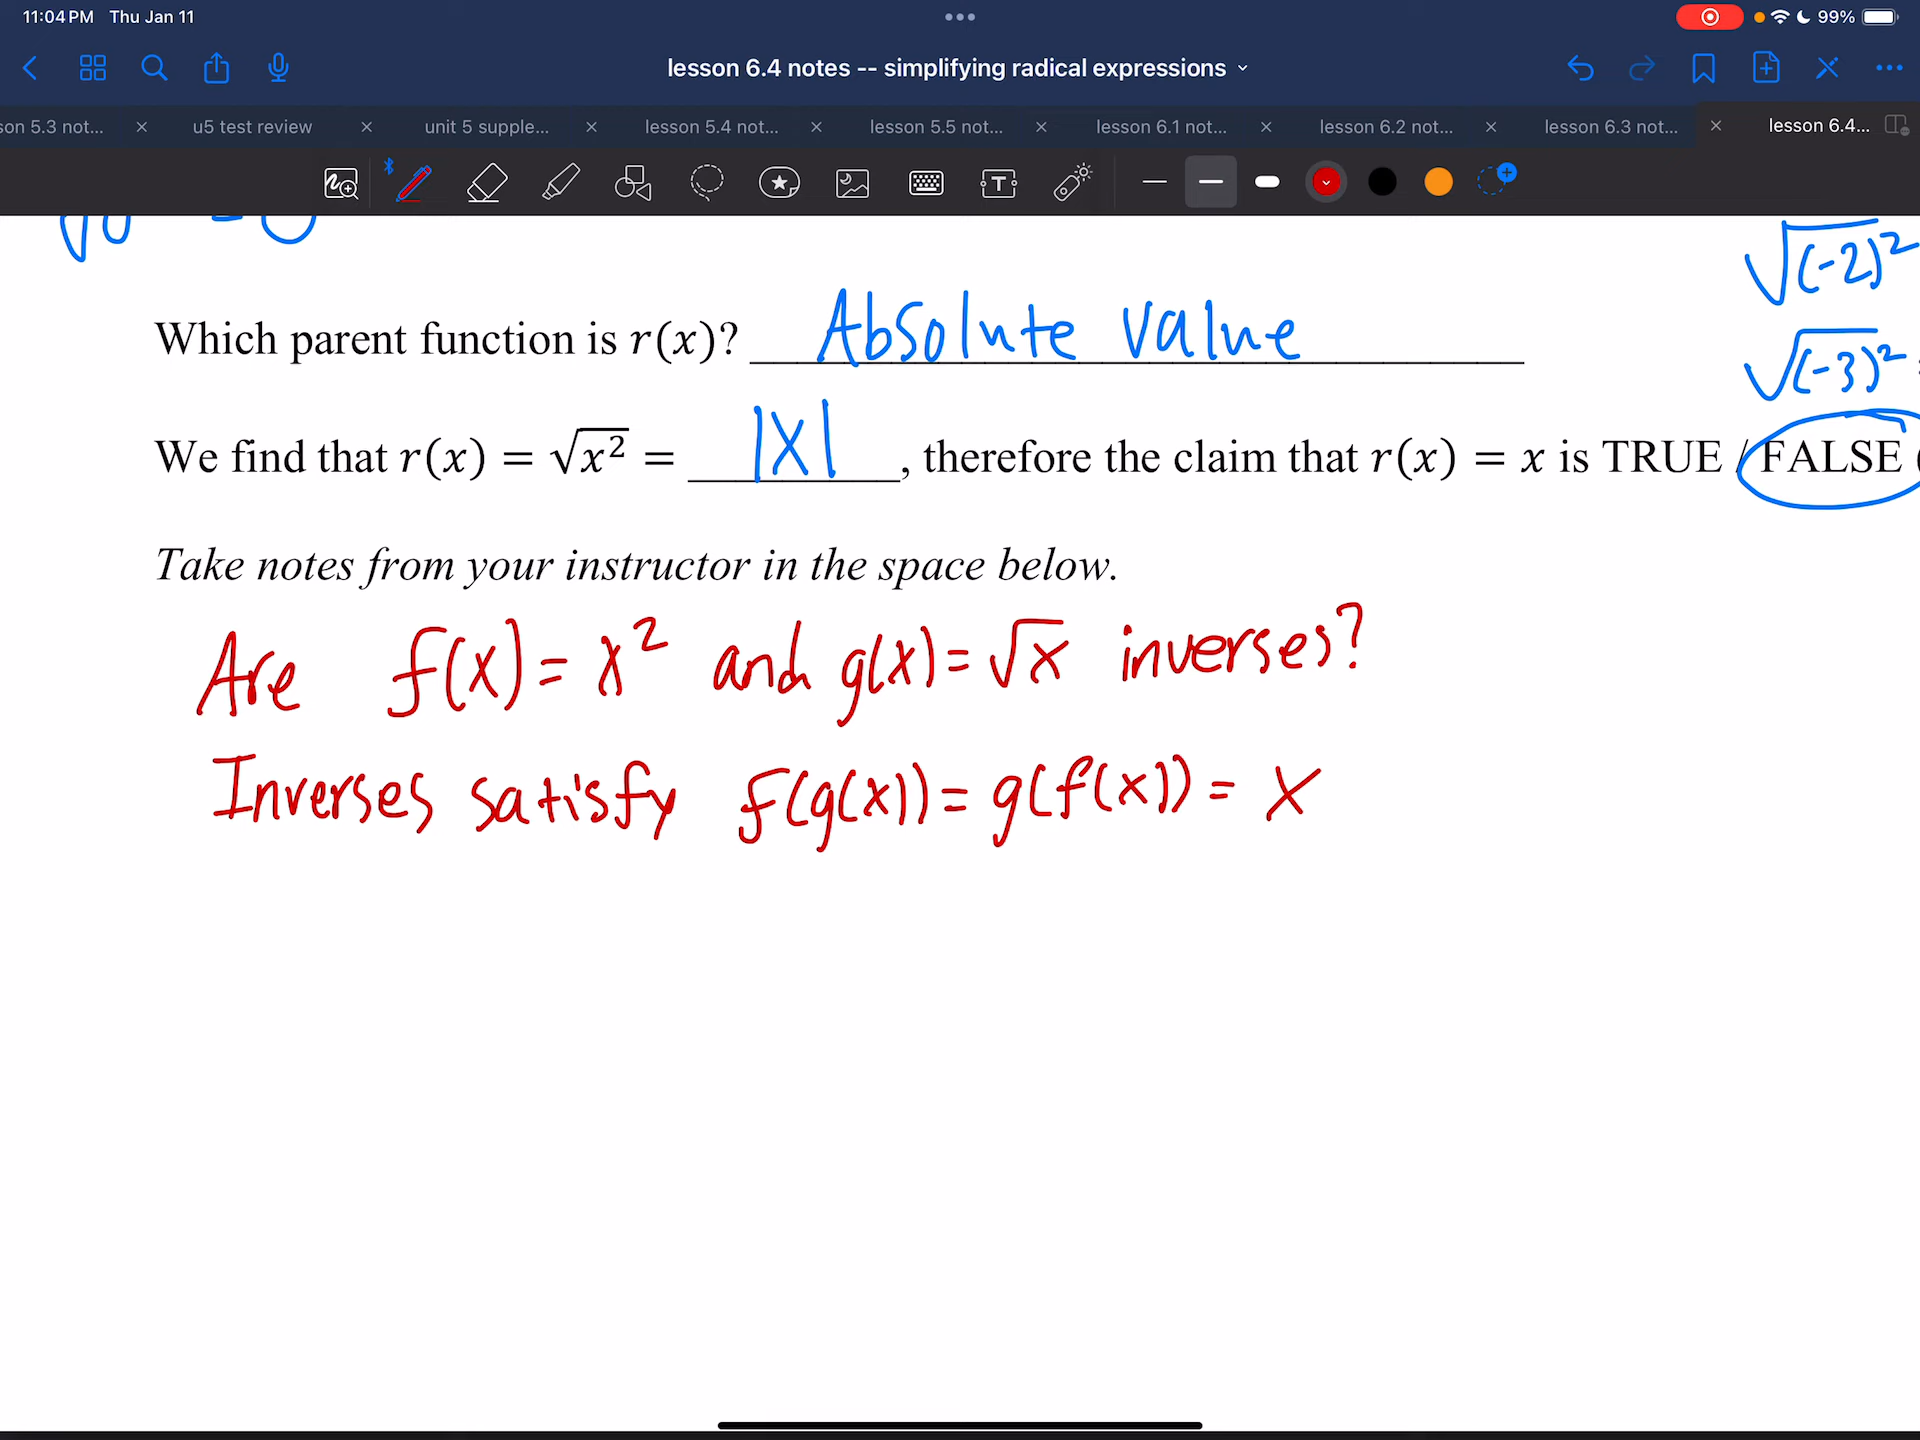 11:04 PM Thu Jan 11
99%
lesson 6.4 notes -- simplifying radical expressions
son 5.3 not...
u5 test review
unit 5 supple...
lesson 5.4 not...
lesson 5.5 not...
lesson 6.1 not...
lesson 6.2 not...
lesson 6.3 not...
lesson 6.4...
√(-2)²
Which parent function is r(x)? Absolute value
√(-3)²
We find that r(x) = √x² = |x|, therefore the claim that r(x) = x is TRUE / FALSE (
Take notes from your instructor in the space below.
Are f(x) = x² and g(x) = √x inverses?
Inverses satisfy f(g(x)) = g(f(x)) = x